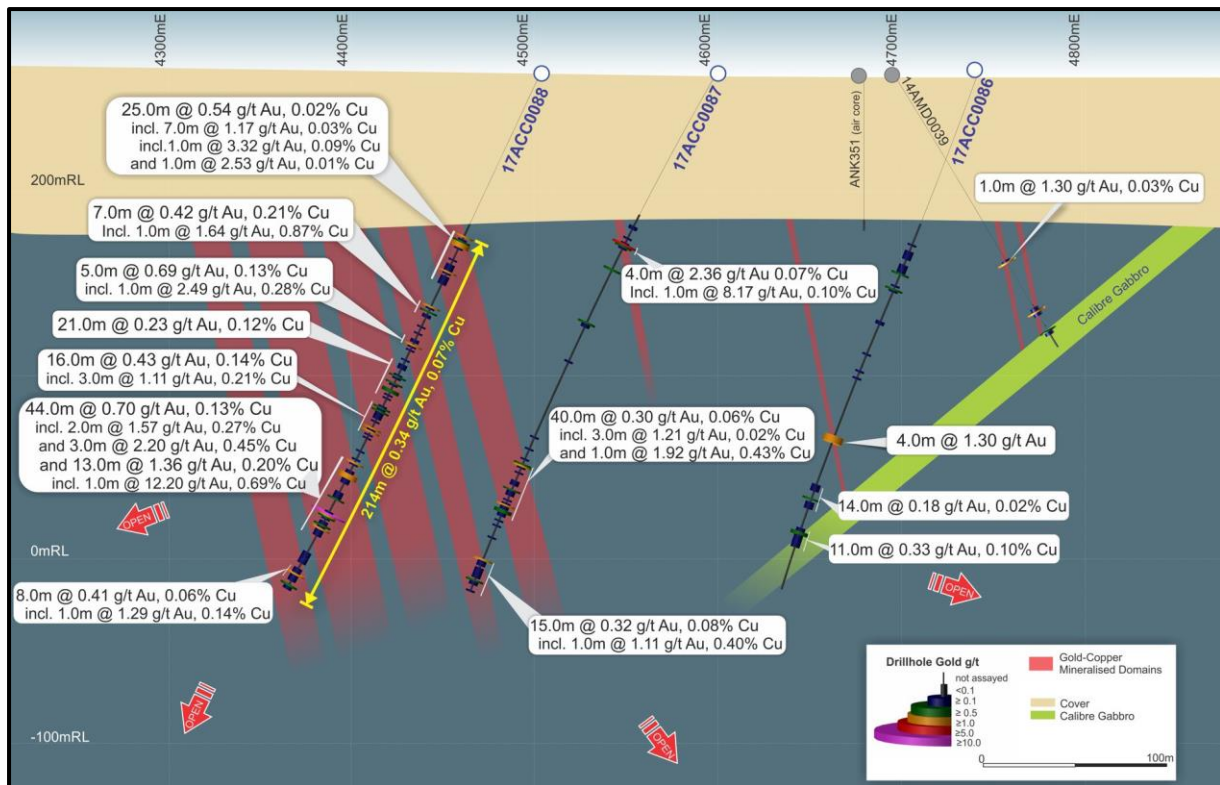 4300mE
4400mE
4500mE
4600mE
4700mE
4800mE
17ACC0088
17ACC0087
ANK351 (air core)
14AMD0039
17ACC0086
200mRL
0mRL
-100mRL
25.0m @ 0.54 g/t Au, 0.02% Cu
incl. 7.0m @ 1.17 g/t Au, 0.03% Cu
incl.1.0m @ 3.32 g/t Au, 0.09% Cu
and 1.0m @ 2.53 g/t Au, 0.01% Cu
7.0m @ 0.42 g/t Au, 0.21% Cu
Incl. 1.0m @ 1.64 g/t Au, 0.87% Cu
5.0m @ 0.69 g/t Au, 0.13% Cu
incl. 1.0m @ 2.49 g/t Au, 0.28% Cu
21.0m @ 0.23 g/t Au, 0.12% Cu
16.0m @ 0.43 g/t Au, 0.14% Cu
incl. 3.0m @ 1.11 g/t Au, 0.21% Cu
44.0m @ 0.70 g/t Au, 0.13% Cu
incl. 2.0m @ 1.57 g/t Au, 0.27% Cu
and 3.0m @ 2.20 g/t Au, 0.45% Cu
and 13.0m @ 1.36 g/t Au, 0.20% Cu
incl. 1.0m @ 12.20 g/t Au, 0.69% Cu
8.0m @ 0.41 g/t Au, 0.06% Cu
incl. 1.0m @ 1.29 g/t Au, 0.14% Cu
214m @ 0.34 g/t Au, 0.07% Cu
4.0m @ 2.36 g/t Au 0.07% Cu
Incl. 1.0m @ 8.17 g/t Au, 0.10% Cu
40.0m @ 0.30 g/t Au, 0.06% Cu
incl. 3.0m @ 1.21 g/t Au, 0.02% Cu
and 1.0m @ 1.92 g/t Au, 0.43% Cu
15.0m @ 0.32 g/t Au, 0.08% Cu
incl. 1.0m @ 1.11 g/t Au, 0.40% Cu
1.0m @ 1.30 g/t Au, 0.03% Cu
Calibre Gabbro
4.0m @ 1.30 g/t Au
14.0m @ 0.18 g/t Au, 0.02% Cu
11.0m @ 0.33 g/t Au, 0.10% Cu
OPEN
OPEN
OPEN
OPEN
Drillhole Gold g/t
not assayed
<0.1
≥ 0.1
≥ 0.5
≥1.0
≥5.0
≥10.0
Gold-Copper
Mineralised Domains
Cover
Calibre Gabbro
0
100m